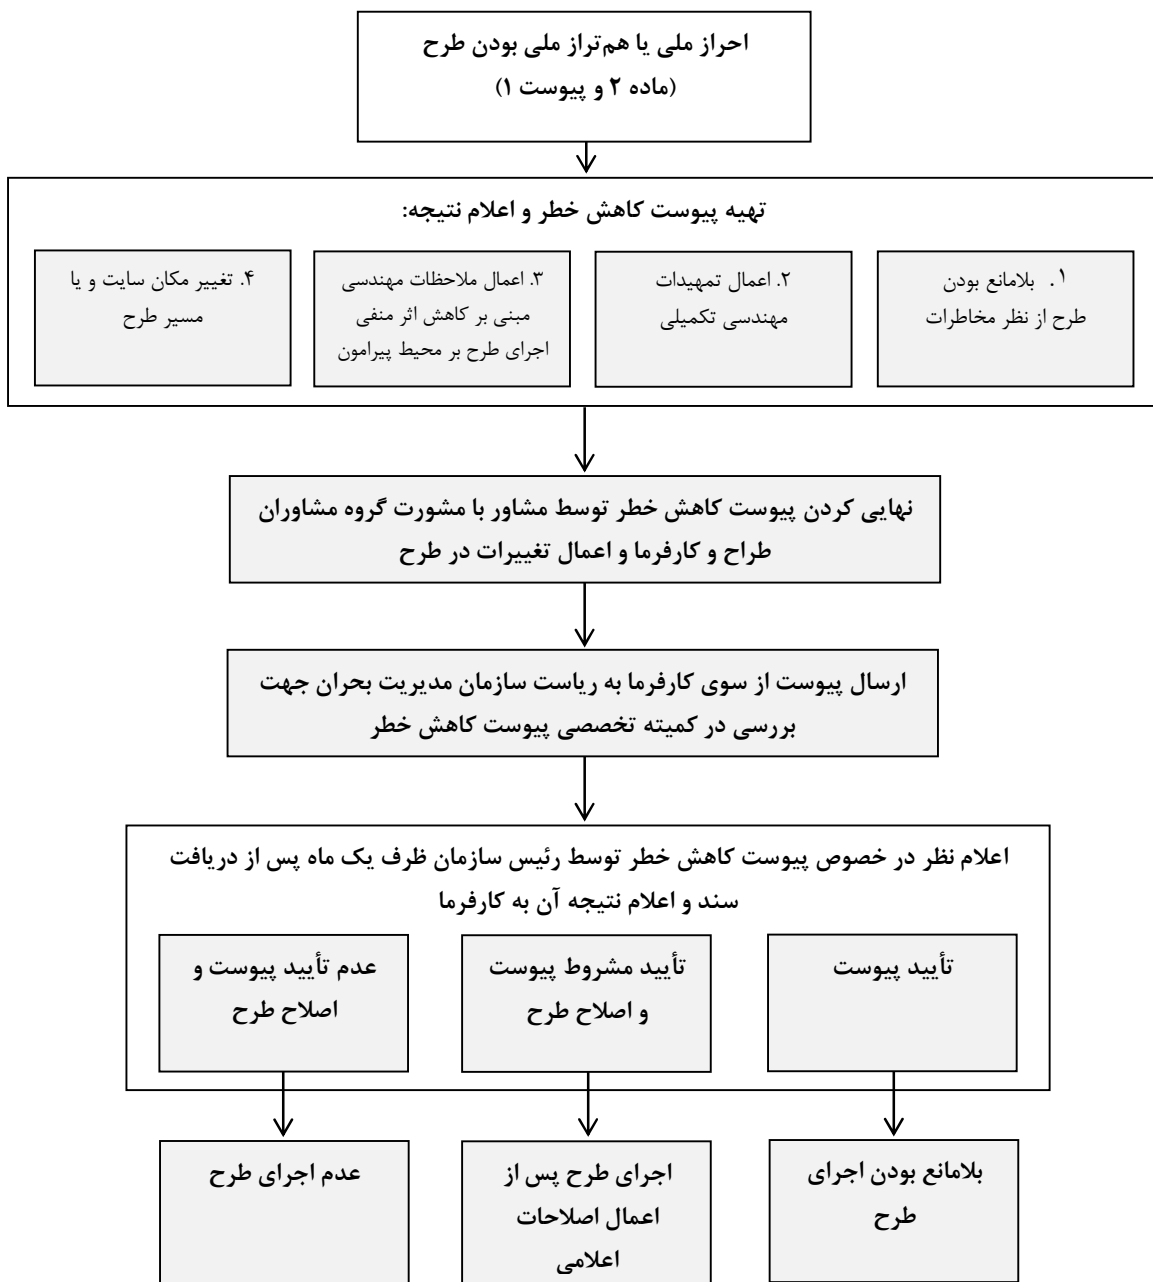 احراز ملی یا هم‌تراز ملی بودن طرح
(ماده ۲ و پیوست ۱)
تهیه پیوست کاهش خطر و اعلام نتیجه:
۱. بلامانع بودن
طرح از نظر مخاطرات
۲. اعمال تمهیدات
مهندسی تکمیلی
۳. اعمال ملاحظات مهندسی
مبنی بر کاهش اثر منفی
اجرای طرح بر محیط پیرامون
۴. تغییر مکان سایت و یا
مسیر طرح
نهایی کردن پیوست کاهش خطر توسط مشاور با مشورت گروه مشاوران
طراح و کارفرما و اعمال تغییرات در طرح
ارسال پیوست از سوی کارفرما به ریاست سازمان مدیریت بحران جهت
بررسی در کمیته تخصصی پیوست کاهش خطر
اعلام نظر در خصوص پیوست کاهش خطر توسط رئیس سازمان ظرف یک ماه پس از دریافت
سند و اعلام نتیجه آن به کارفرما
تأیید پیوست
تأیید مشروط پیوست
و اصلاح طرح
عدم تأیید پیوست و
اصلاح طرح
بلامانع بودن اجرای
طرح
اجرای طرح پس از
اعمال اصلاحات
اعلامی
عدم اجرای طرح